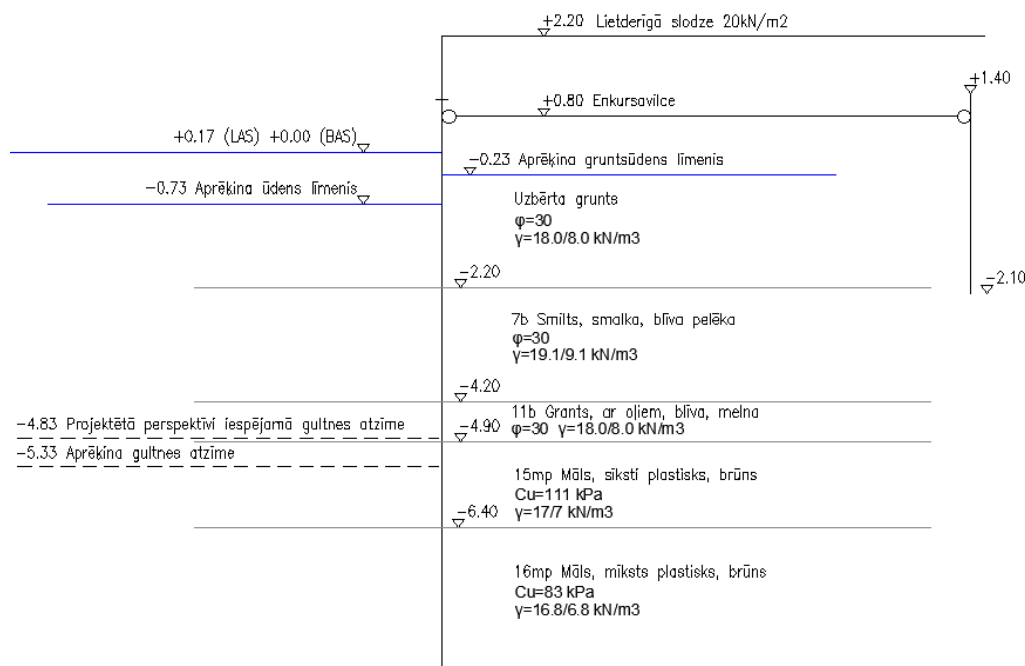 +2.20 Lietderīgā slodze 20kN/m2
+1.40
+0.80 Enkursavilce
+0.17 (LAS) +0.00 (BAS)
-0.23 Aprēķina gruntsūdens līmenis
-0.73 Aprēķina ūdens līmenis
Uzbērta grunts
φ=30
γ=18.0/8.0 kN/m3
-2.20
-2.10
7b Smilts, smalka, blīva pelēka
φ=30
γ=19.1/9.1 kN/m3
-4.20
11b Grants, ar oļiem, blīva, melna
-4.83 Projektētā perspektīvi iespējamā gultnes atzīme
-4.90
φ=30 γ=18.0/8.0 kN/m3
-5.33 Aprēķina gultnes atzīme
15mp Māls, sīksti plastisks, brūns
Cu=111 kPa
γ=17/7 kN/m3
-6.40
16mp Māls, mīksts plastisks, brūns
Cu=83 kPa
γ=16.8/6.8 kN/m3